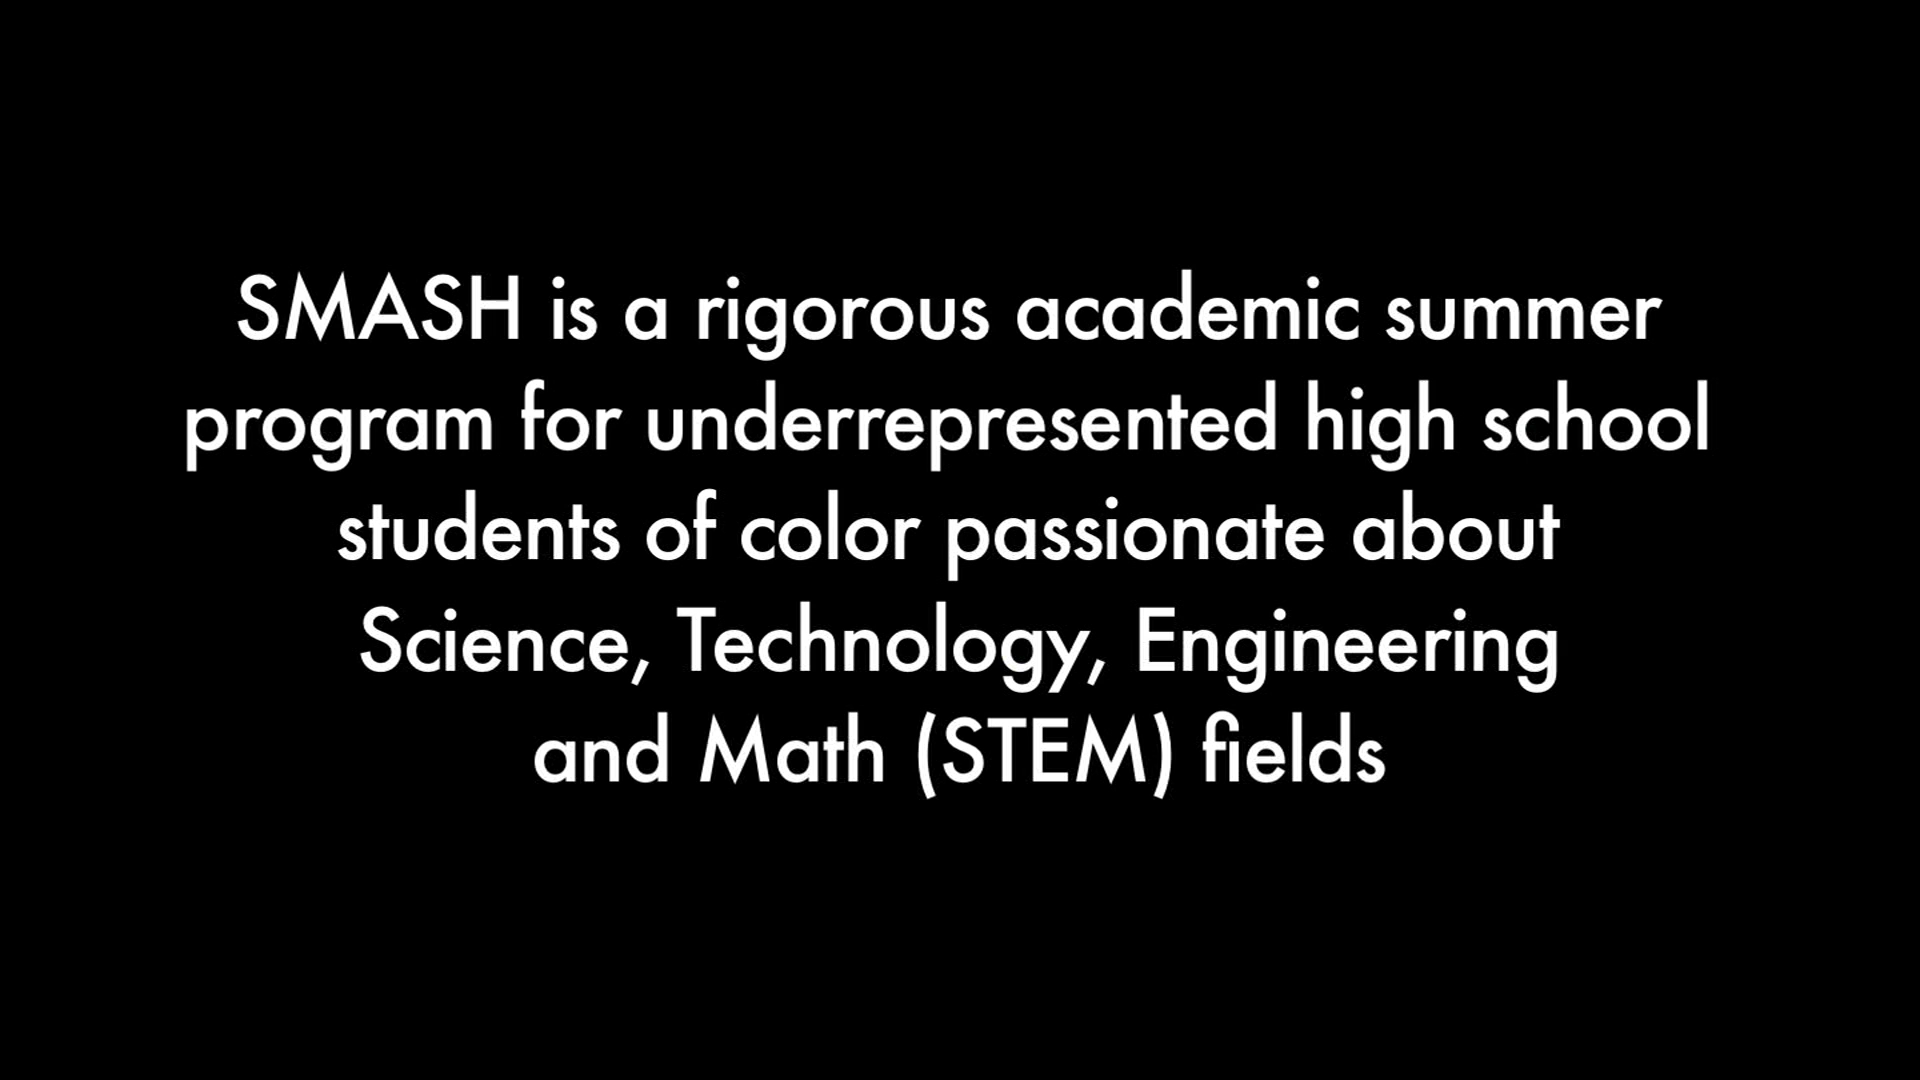 SMASH is a rigorous academic summer
program for underrepresented high school
students of color passionate about
Science, Technology, Engineering
and Math (STEM) fields